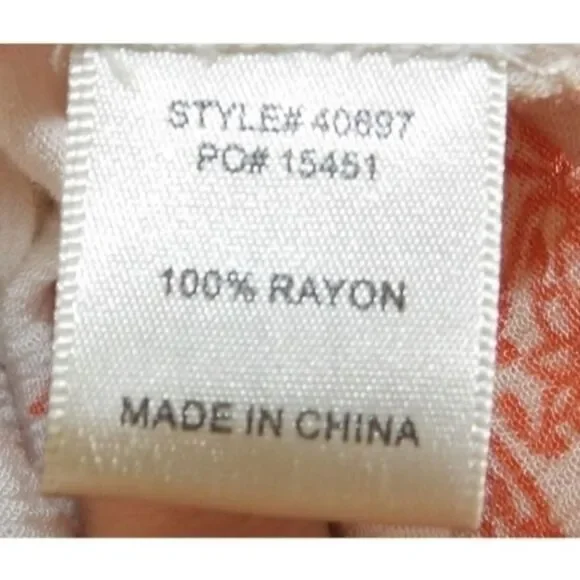 STYLE# 40697
PO# 15451
100% RAYON
MADE IN CHINA